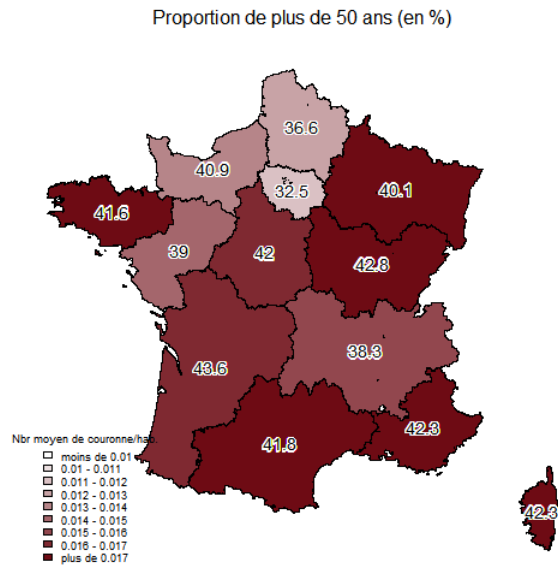 Proportion de plus de 50 ans (en %)
36.6
40.9
32.5
40.1
41.6
39
42
42.8
38.3
43.6
41.8
42.3
42.3
Nbr moyen de couronne/hab.
moins de 0.01
0.01 - 0.011
0.011 - 0.012
0.012 - 0.013
0.013 - 0.014
0.014 - 0.015
0.015 - 0.016
0.016 - 0.017
plus de 0.017